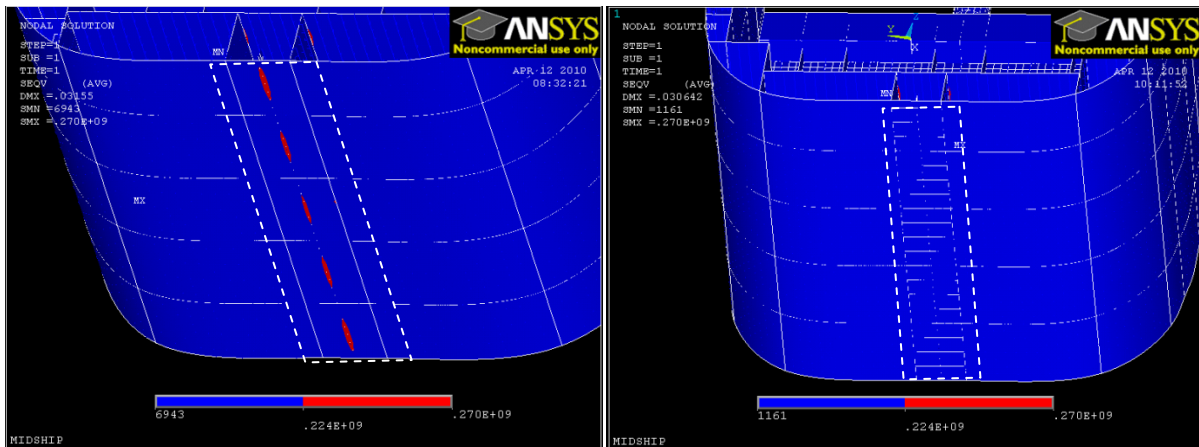 NODAL SOLUTION
STEP=1
SUB =1
TIME=1
SEQV (AVG)
DMX =.03155
SMN =6943
SMX =.270E+09
ANSYS
Noncommercial use only
APR 12 2010
08:32:21
MN
MX
6943
.224E+09
.270E+09
MIDSHIP
1
NODAL SOLUTION
STEP=1
SUB =1
TIME=1
SEQV (AVG)
DMX =.030642
SMN =1161
SMX =.270E+09
ANSYS
Noncommercial use only
APR 12 2010
10:11:52
Y
Z
X
MN
MX
1161
.224E+09
.270E+09
MIDSHIP